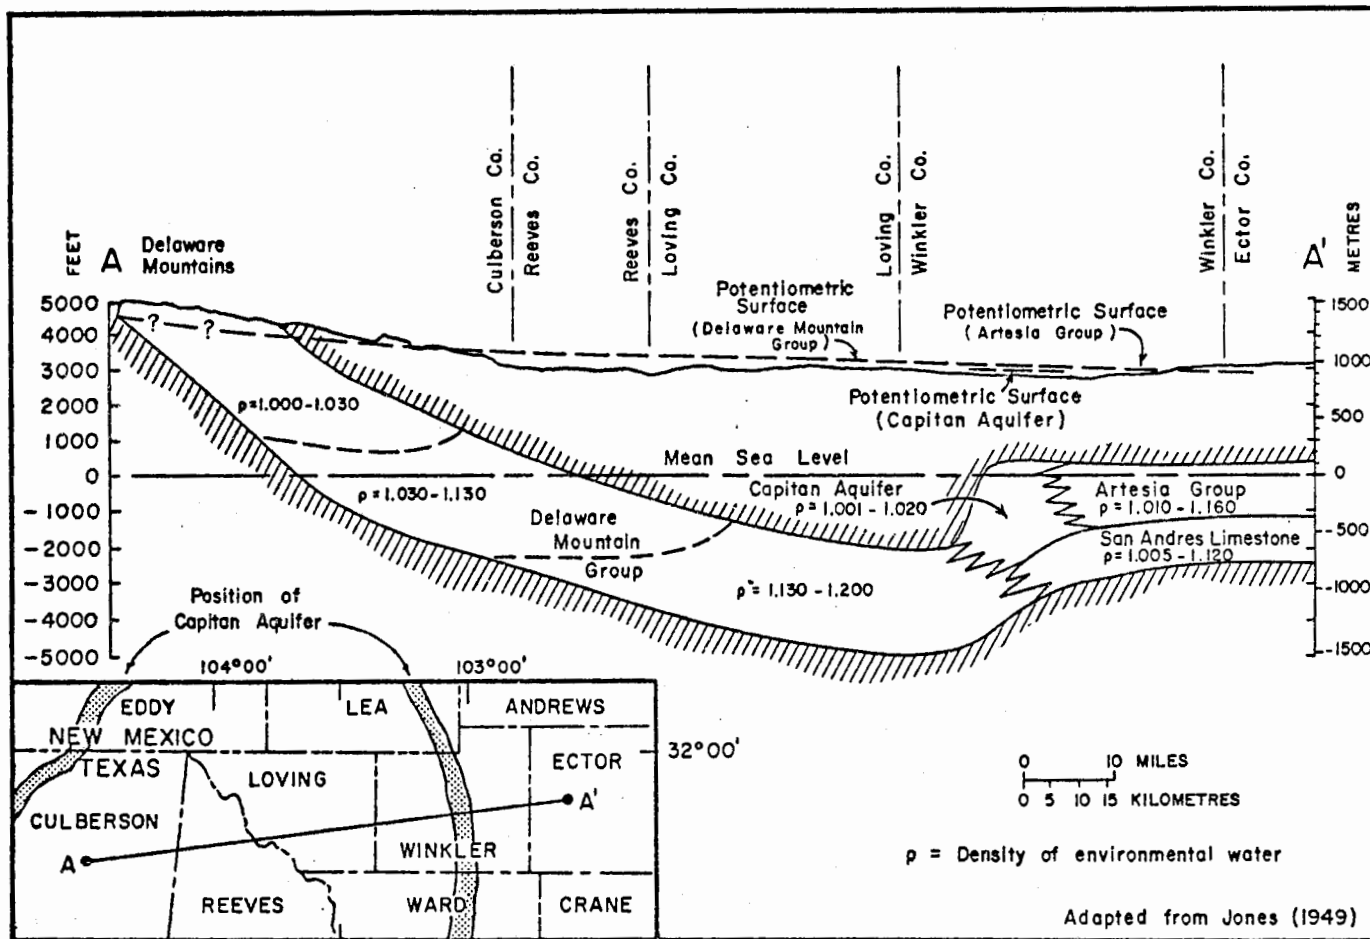 Culberson Co.
Reeves Co.
Reeves Co.
Loving Co.
Loving Co.
Winkler Co.
Winkler Co.
Ector Co.
FEET
A
Delaware
Mountains
A'
METRES
5000
4000
3000
2000
1000
0
-1000
-2000
-3000
-4000
-5000
1500
1000
500
0
-500
-1000
-1500
? ?
Potentiometric
Surface
(Delaware Mountain
Group)
Potentiometric Surface
(Artesia Group)
Potentiometric Surface
(Capitan Aquifer)
ρ=1.000-1.030
Mean Sea Level
ρ=1.030-1.130
Capitan Aquifer
ρ=1.001-1.020
Artesia Group
ρ=1.010-1.160
Delaware
Mountain
Group
San Andres Limestone
ρ=1.005-1.120
ρ=1.130-1.200
Position of
Capitan Aquifer
104°00'
103°00'
EDDY
LEA
ANDREWS
NEW MEXICO
TEXAS
32°00'
LOVING
ECTOR
A'
CULBERSON
A
WINKLER
REEVES
WARD
CRANE
0 10 MILES
0 5 10 15 KILOMETRES
ρ = Density of environmental water
Adapted from Jones (1949)